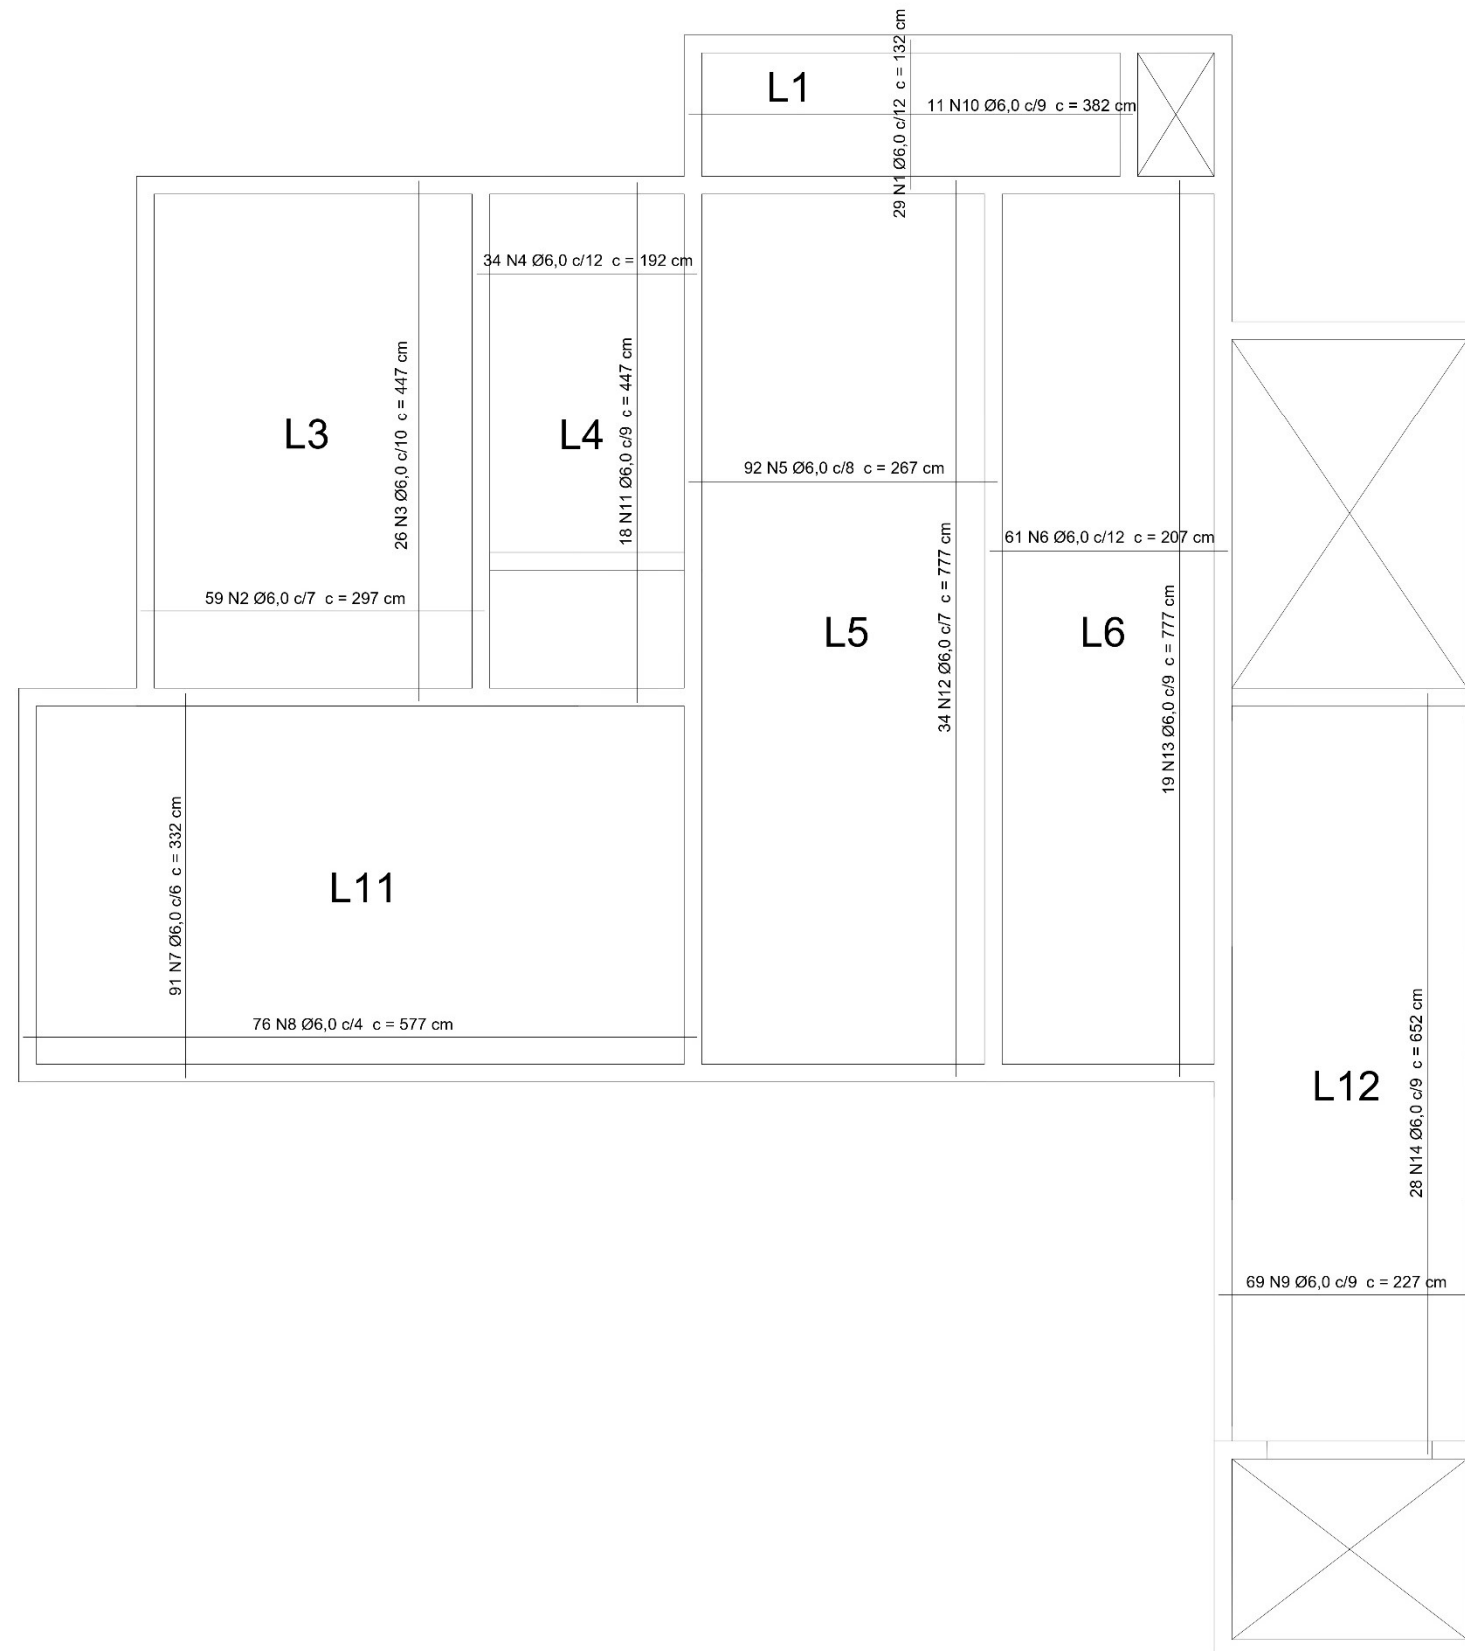 L1
29 N1 Ø6,0 c/12 c = 132 cm
11 N10 Ø6,0 c/9 c = 382 cm
34 N4 Ø6,0 c/12 c = 192 cm
L3
26 N3 Ø6,0 c/10 c = 447 cm
L4
18 N11 Ø6,0 c/9 c = 447 cm
92 N5 Ø6,0 c/8 c = 267 cm
61 N6 Ø6,0 c/12 c = 207 cm
59 N2 Ø6,0 c/7 c = 297 cm
L5
34 N12 Ø6,0 c/7 c = 777 cm
L6
19 N13 Ø6,0 c/9 c = 777 cm
91 N7 Ø6,0 c/6 c = 332 cm
L11
76 N8 Ø6,0 c/4 c = 577 cm
L12
28 N14 Ø6,0 c/9 c = 652 cm
69 N9 Ø6,0 c/9 c = 227 cm